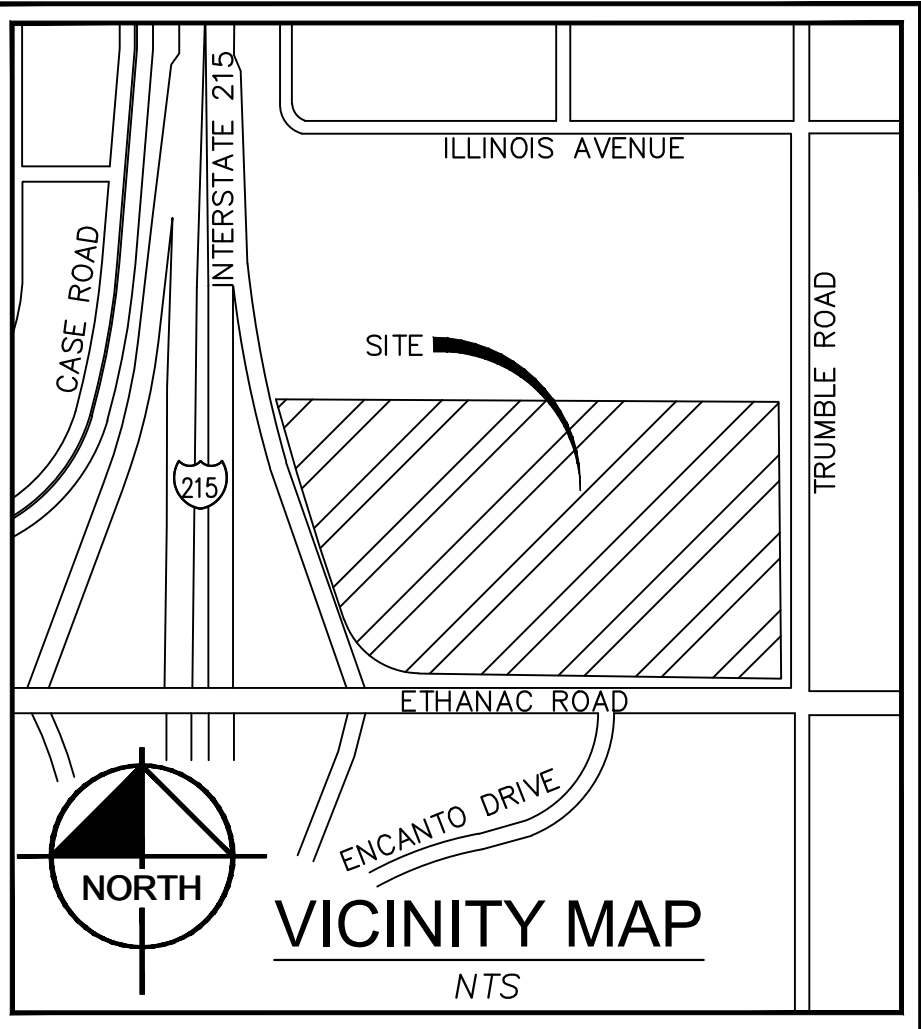 INTERSTATE 215
ILLINOIS AVENUE
CASE ROAD
TRUMBLE ROAD
SITE
215
ETHANAC ROAD
ENCANTO DRIVE
NORTH
VICINITY MAP
NTS